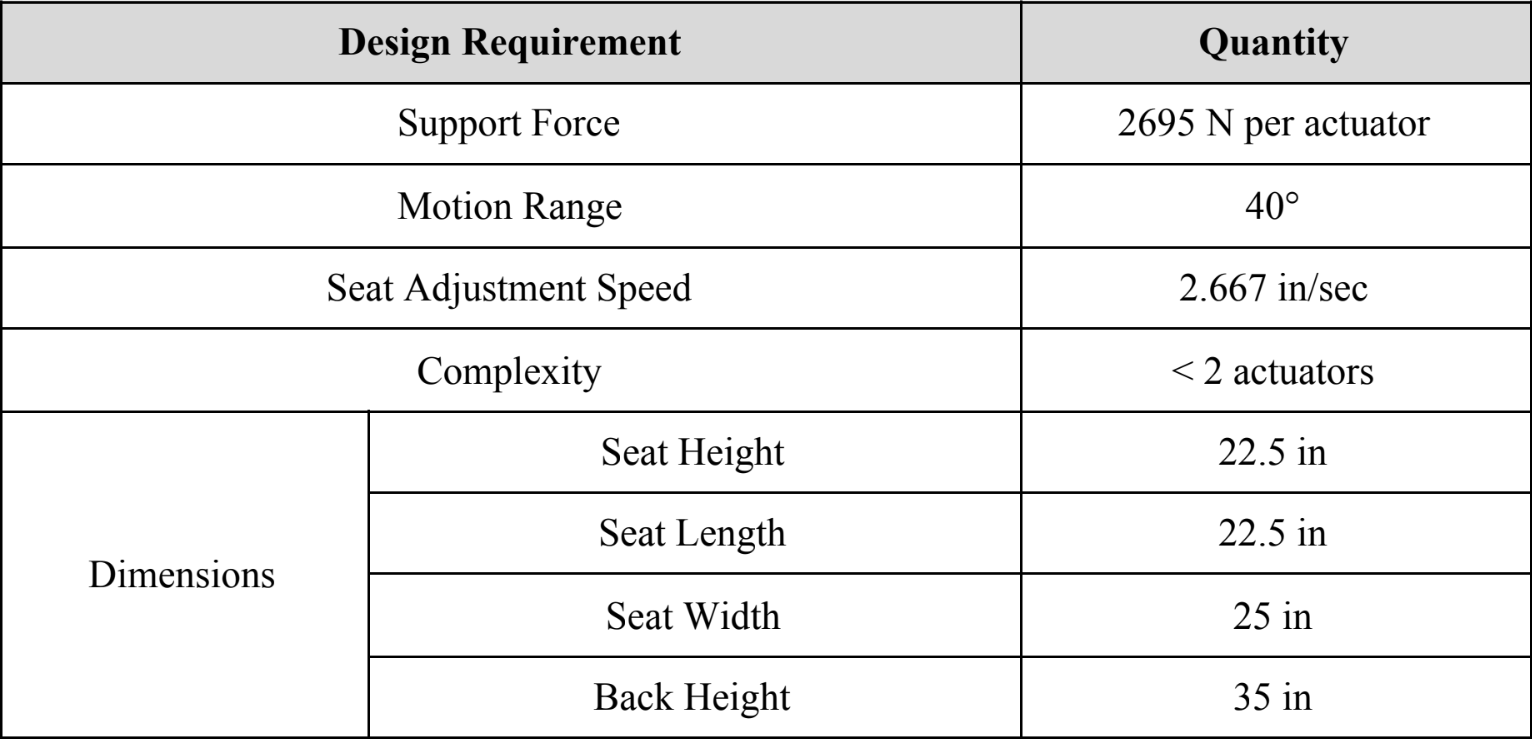 Design Requirement Quantity
Support Force 2695 N per actuator
Motion Range 40°
Seat Adjustment Speed 2.667 in/sec
Complexity < 2 actuators
Dimensions
Seat Height 22.5 in
Seat Length 22.5 in
Seat Width 25 in
Back Height 35 in